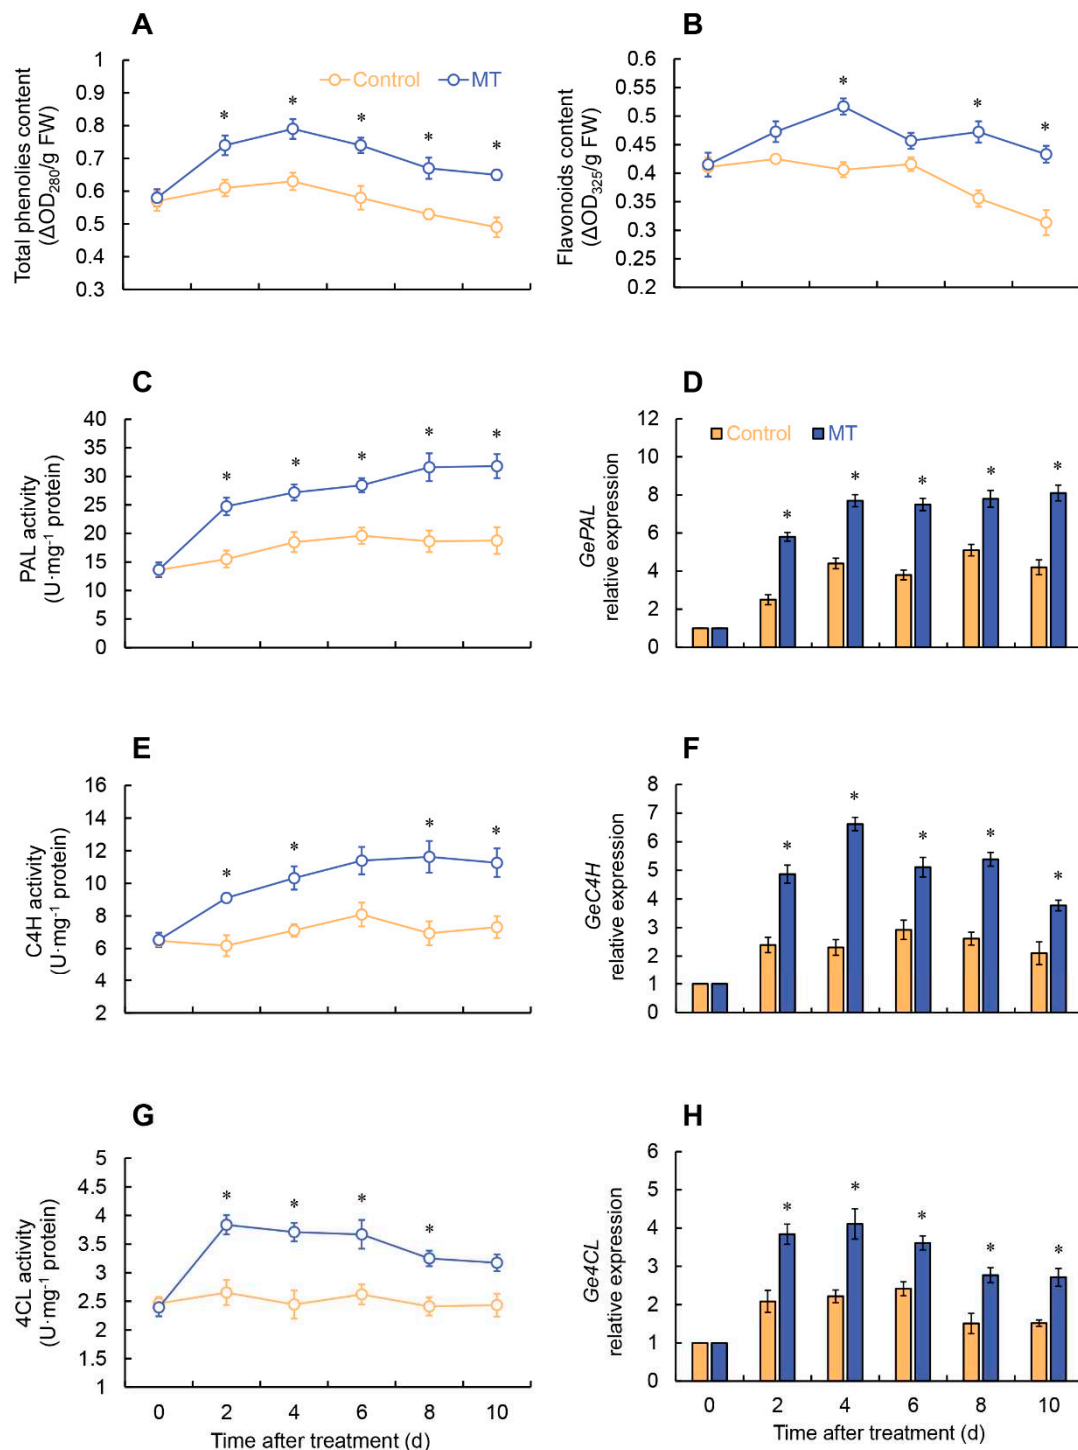 A
Total phenolies content
(ΔOD280/g FW)
1
0.9
0.8
0.7
0.6
0.5
0.4
0.3
Control MT
* * * * *
B
Flavonoids content
(ΔOD325/g FW)
0.6
0.55
0.5
0.45
0.4
0.35
0.3
0.25
0.2
* * *
C
PAL activity
(U·mg-1 protein)
40
35
30
25
20
15
10
5
0
* * * * *
D
GePAL
relative expression
12
10
8
6
4
2
0
Control MT
* * * * *
E
C4H activity
(U·mg-1 protein)
16
14
12
10
8
6
4
2
* * * *
F
GeC4H
relative expression
8
7
6
5
4
3
2
1
0
* * * * *
G
4CL activity
(U·mg-1 protein)
5
4.5
4
3.5
3
2.5
2
1.5
1
* * * *
0 2 4 6 8 10
Time after treatment (d)
H
Ge4CL
relative expression
6
5
4
3
2
1
0
* * * * *
0 2 4 6 8 10
Time after treatment (d)